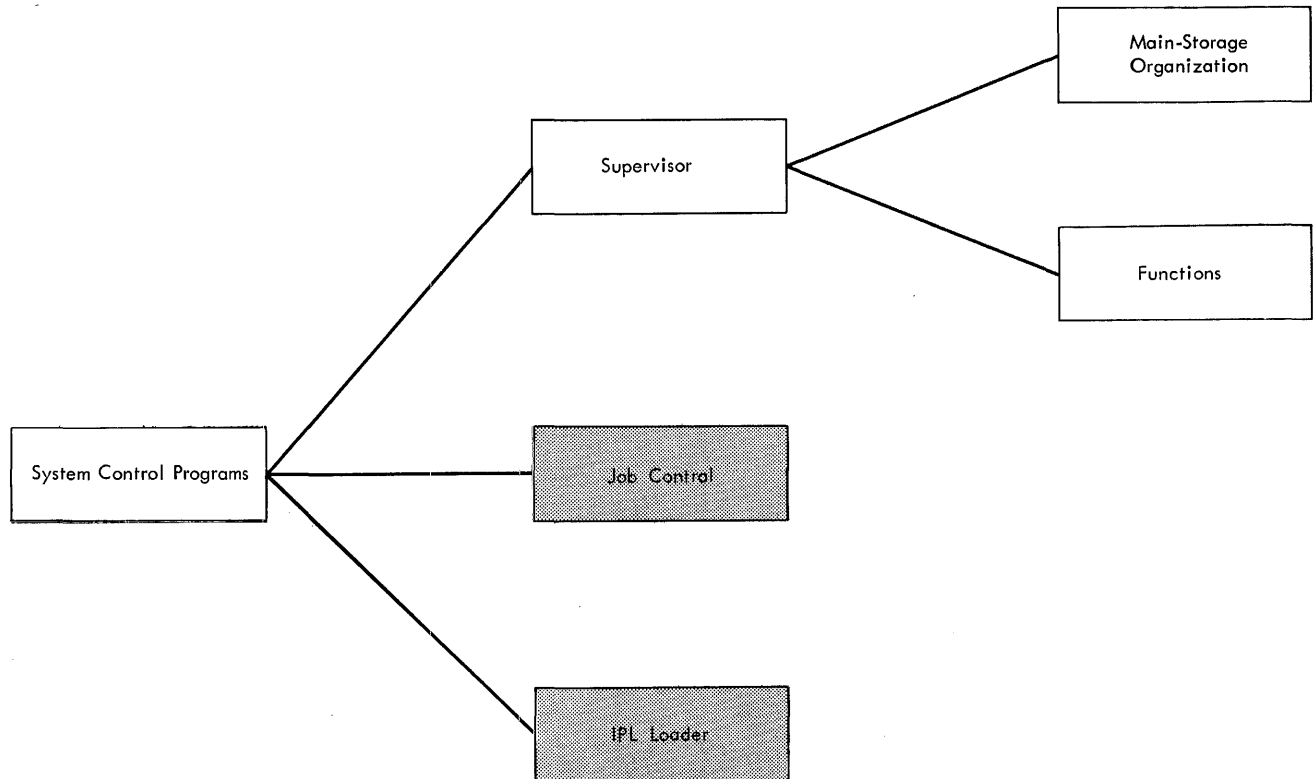 Main-Storage
Organization
Supervisor
Functions
System Control Programs
Job Control
IPL Loader